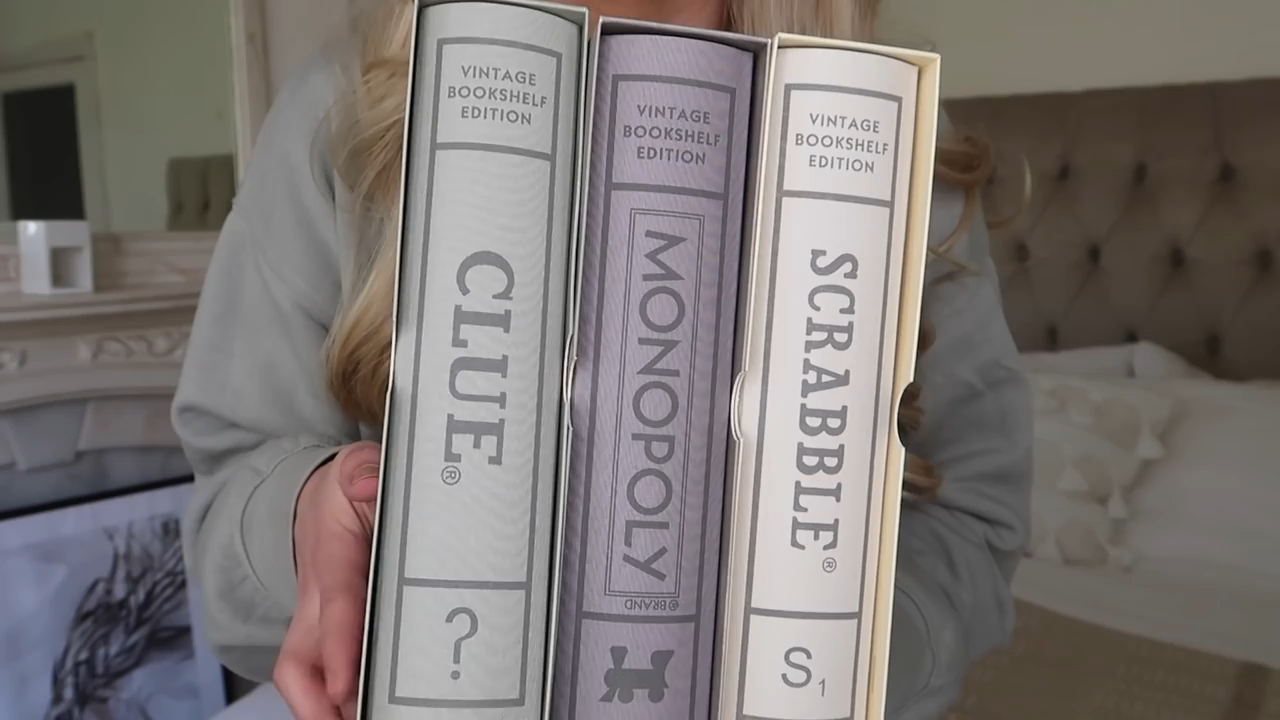 VINTAGE
BOOKSHELF
EDITION
CLUE®
?
VINTAGE
BOOKSHELF
EDITION
MONOPOLY
®BRAND
VINTAGE
BOOKSHELF
EDITION
SCRABBLE®
S1